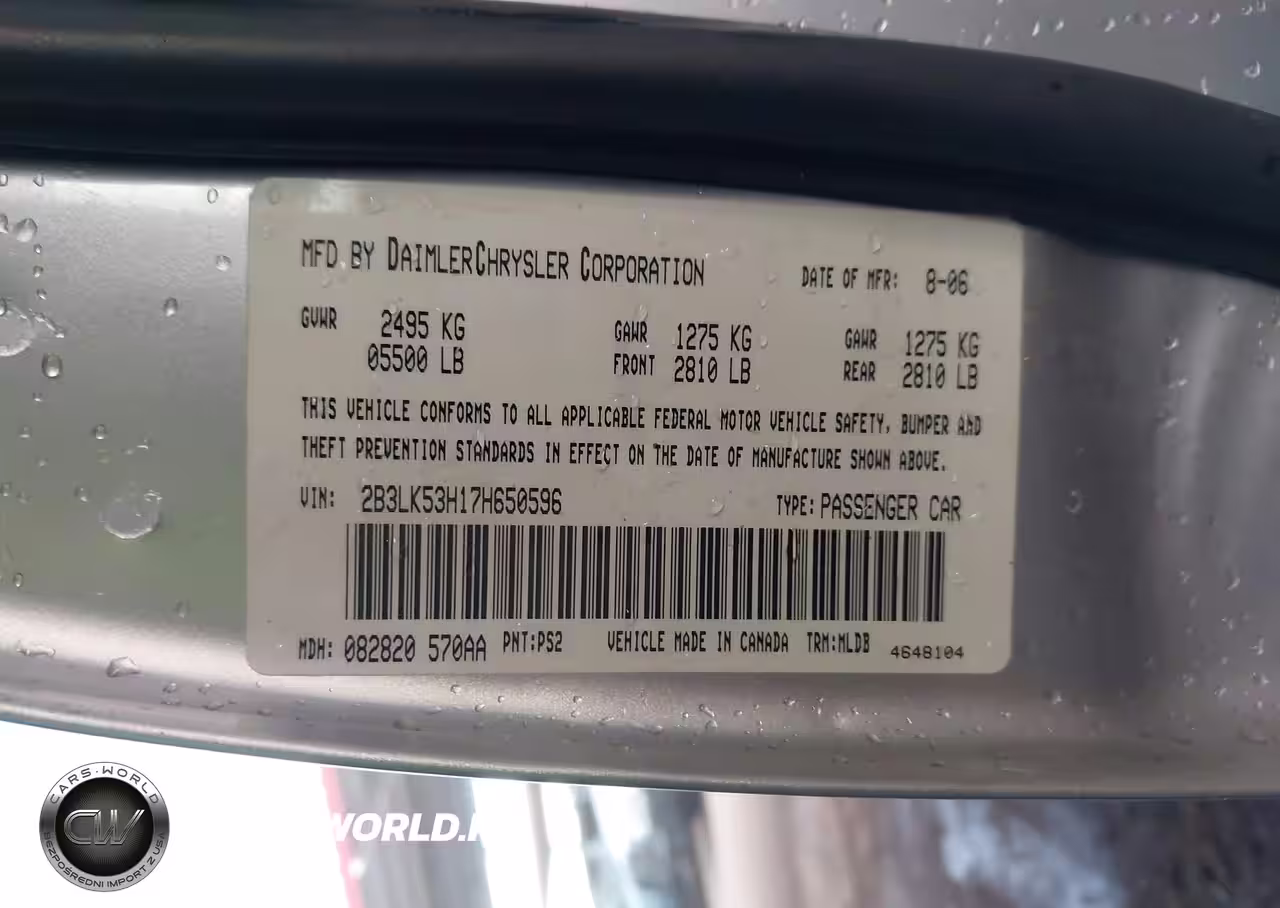 MFD BY DAIMLERCHRYSLER CORPORATION DATE OF MFR: 8-06
GVWR 2495 KG GAWR 1275 KG GAWR 1275 KG
05500 LB FRONT 2810 LB REAR 2810 LB
THIS VEHICLE CONFORMS TO ALL APPLICABLE FEDERAL MOTOR VEHICLE SAFETY, BUMPER AND
THEFT PREVENTION STANDARDS IN EFFECT ON THE DATE OF MANUFACTURE SHOWN ABOVE.
VIN: 2B3LK53H17H650596 TYPE: PASSENGER CAR
MDH: 082820 570AA PNT:PS2 VEHICLE MADE IN CANADA TRM:MLDB 4648104
CARS-WORLD
CW
BEZPOŚREDNI IMPORT Z USA
WORLD.